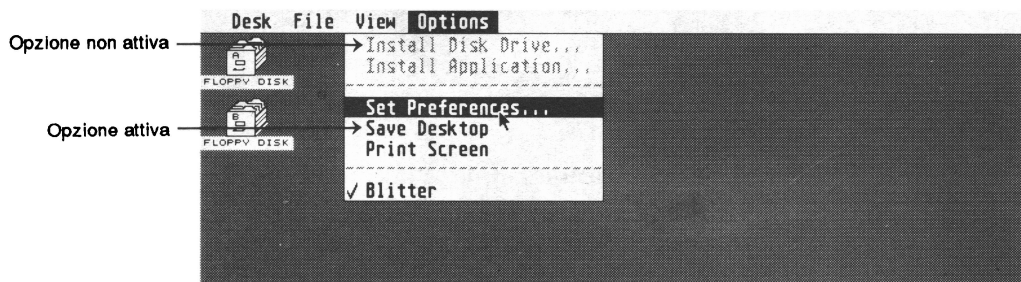 Desk File View Options
Opzione non attiva
Install Disk Drive...
Install Application...
A
FLOPPY DISK
Set Preferences...
Opzione attiva
Save Desktop
B
FLOPPY DISK
Print Screen
✓ Blitter